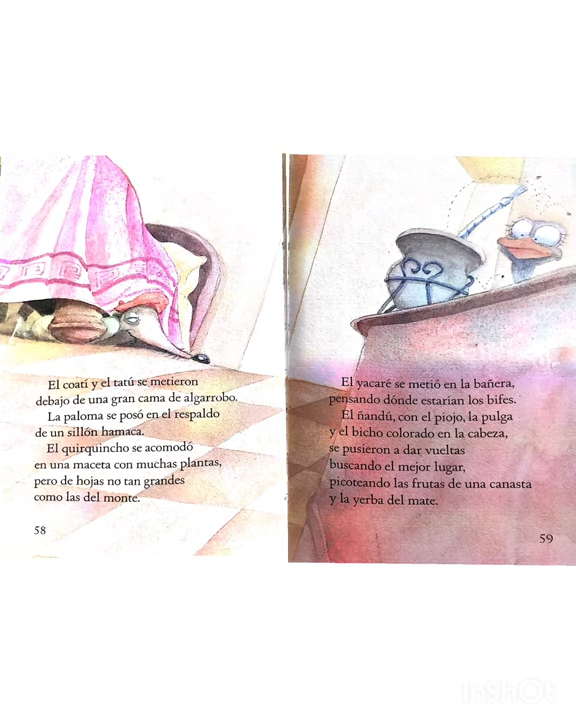 El coatí y el tatú se metieron
debajo de una gran cama de algarrobo.
La paloma se posó en el respaldo
de un sillón hamaca.
El quirquincho se acomodó
en una maceta con muchas plantas,
pero de hojas no tan grandes
como las del monte.
58
El yacaré se metió en la bañera,
pensando dónde estarían los bifes.
El ñandú, con el piojo, la pulga
y el bicho colorado en la cabeza,
se pusieron a dar vueltas
buscando el mejor lugar,
picoteando las frutas de una canasta
y la yerba del mate.
59
InShOt